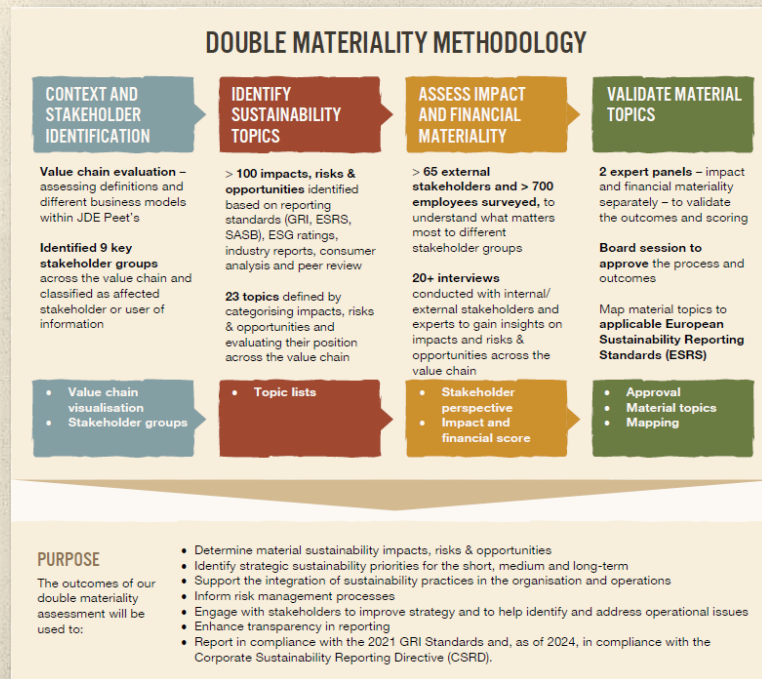 DOUBLE MATERIALITY METHODOLOGY
CONTEXT AND
STAKEHOLDER
IDENTIFICATION
Value chain evaluation –
assessing definitions and
different business models
within JDE Peet's
Identified 9 key
stakeholder groups
across the value chain and
classified as affected
stakeholder or user of
information
• Value chain
visualisation
• Stakeholder groups
IDENTIFY
SUSTAINABILITY
TOPICS
> 100 impacts, risks &
opportunities identified
based on reporting
standards (GRI, ESRS,
SASB), ESG ratings,
industry reports, consumer
analysis and peer review
23 topics defined by
categorising impacts, risks
& opportunities and
evaluating their position
across the value chain
• Topic lists
ASSESS IMPACT
AND FINANCIAL
MATERIALITY
> 65 external
stakeholders and > 700
employees surveyed, to
understand what matters
most to different
stakeholder groups
20+ interviews
conducted with internal/
external stakeholders and
experts to gain insights on
impacts and risks &
opportunities across the
value chain
• Stakeholder
perspective
• Impact and
financial score
VALIDATE MATERIAL
TOPICS
2 expert panels – impact
and financial materiality
separately – to validate
the outcomes and scoring
Board session to
approve the process and
outcomes
Map material topics to
applicable European
Sustainability Reporting
Standards (ESRS)
• Approval
• Material topics
• Mapping
PURPOSE
The outcomes of our
double materiality
assessment will be
used to:
• Determine material sustainability impacts, risks & opportunities
• Identify strategic sustainability priorities for the short, medium and long-term
• Support the integration of sustainability practices in the organisation and operations
• Inform risk management processes
• Engage with stakeholders to improve strategy and to help identify and address operational issues
• Enhance transparency in reporting
• Report in compliance with the 2021 GRI Standards and, as of 2024, in compliance with the
Corporate Sustainability Reporting Directive (CSRD).